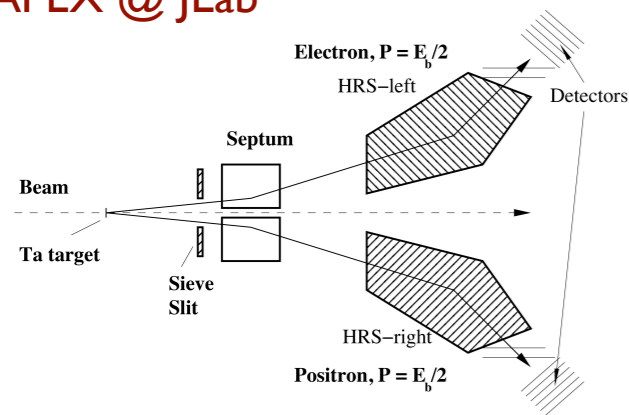 APEX @ JLab
Electron, P = E_b/2
HRS−left
Detectors
Septum
Beam
Ta target
Sieve
Slit
HRS−right
Positron, P = E_b/2